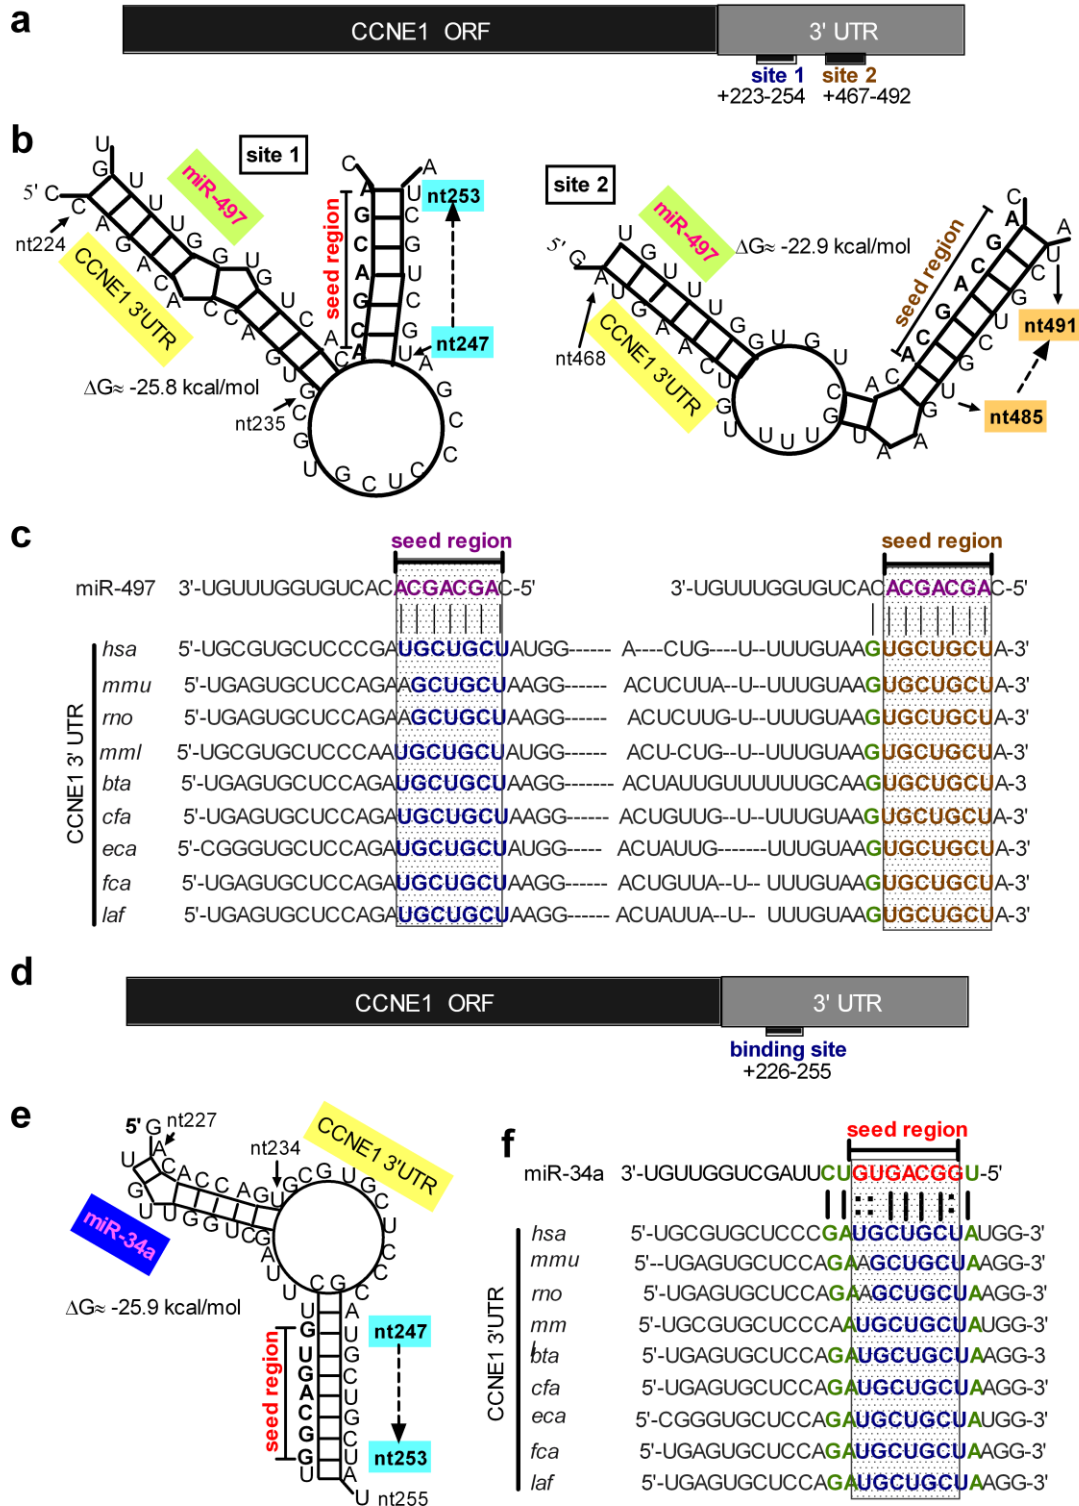 a
CCNE1 ORF
3' UTR
site 1
site 2
+223-254
+467-492
b
site 1
site 2
miR-497
miR-497
5'
nt224
CCNE1 3'UTR
ΔG≈ -25.8 kcal/mol
nt235
seed region
nt253
nt247
5'
ΔG≈ -22.9 kcal/mol
nt468
CCNE1 3'UTR
seed region
nt491
nt485
c
seed region
seed region
miR-497 3'-UGUUUGGUGUCACACGACGAC-5' 3'-UGUUUGGUGUCACACGACGAC-5'
CCNE1 3' UTR
hsa 5'-UGCGUGCUCCCGAUGCUGCUAUGG------ A----CUG---U--UUUGUAAGUGCUGCUA-3'
mmu 5'-UGAGUGCUCCAGAAGCUGCUAAGG------ ACUCUUA--U--UUUGUAAGUGCUGCUA-3'
rno 5'-UGAGUGCUCCAGAAGCUGCUAAGG------ ACUCUUG-U--UUUGUAAGUGCUGCUA-3'
mml 5'-UGCGUGCUCCCAAUGCUGCUAUGG------ ACU-CUG--U--UUUGUAAGUGCUGCUA-3'
bta 5'-UGAGUGCUCCAGAUGCUGCUAAGG------ ACUAUUGUUUUUUGCAAGUGCUGCUA-3
cfa 5'-UGAGUGCUCCAGAUGCUGCUAAGG------ ACUGUUG--U--UUUGUAAGUGCUGCUA-3'
eca 5'-CGGGUGCUCCAGAUGCUGCUAUGG---- ACUAUUG-------UUUGUAAGUGCUGCUA-3'
fca 5'-UGAGUGCUCCAGAUGCUGCUAAGG------ ACUGUUA--U-- UUUGUAAGUGCUGCUA-3'
laf 5'-UGAGUGCUCCAGAUGCUGCUAAGG------ ACUAUUA--U-- UUUGUAAGUGCUGCUA-3'
d
CCNE1 ORF
3' UTR
binding site
+226-255
e
5'
nt227
nt234
CCNE1 3'UTR
miR-34a
ΔG≈ -25.9 kcal/mol
seed region
nt247
nt253
nt255
f
seed region
miR-34a 3'-UGUUGGUCGAUUCUGUGACGGU-5'
CCNE1 3'UTR
hsa 5'-UGCGUGCUCCCGAUGCUGCUAUGG-3'
mmu 5'--UGAGUGCUCCAGAAGCUGCUAAGG-3'
rno 5'-UGAGUGCUCCAGAAGCUGCUAAGG-3'
mml 5'-UGCGUGCUCCCAAUGCUGCUAUGG-3'
bta 5'-UGAGUGCUCCAGAUGCUGCUAAGG-3
cfa 5'-UGAGUGCUCCAGAUGCUGCUAAGG-3'
eca 5'-CGGGUGCUCCAGAUGCUGCUAUGG-3'
fca 5'-UGAGUGCUCCAGAUGCUGCUAAGG-3'
laf 5'-UGAGUGCUCCAGAUGCUGCUAAGG-3'